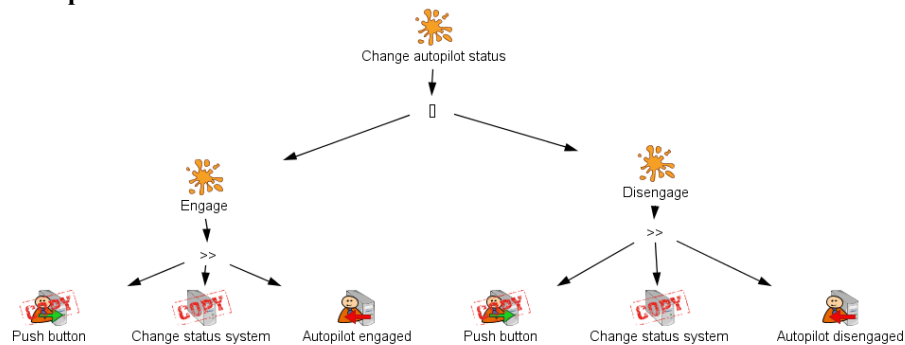 Change autopilot status
[]
Engage
Disengage
>>
>>
COPY
COPY
COPY
COPY
Push button
Change status system
Autopilot engaged
Push button
Change status system
Autopilot disengaged